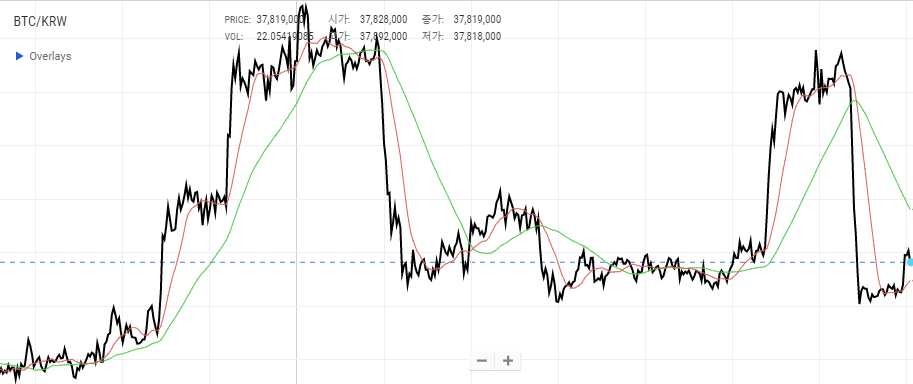 BTC/KRW
PRICE: 37,819,000 시가: 37,828,000 종가: 37,819,000
VOL: 22.05419085 고가: 37,892,000 저가: 37,818,000
Overlays